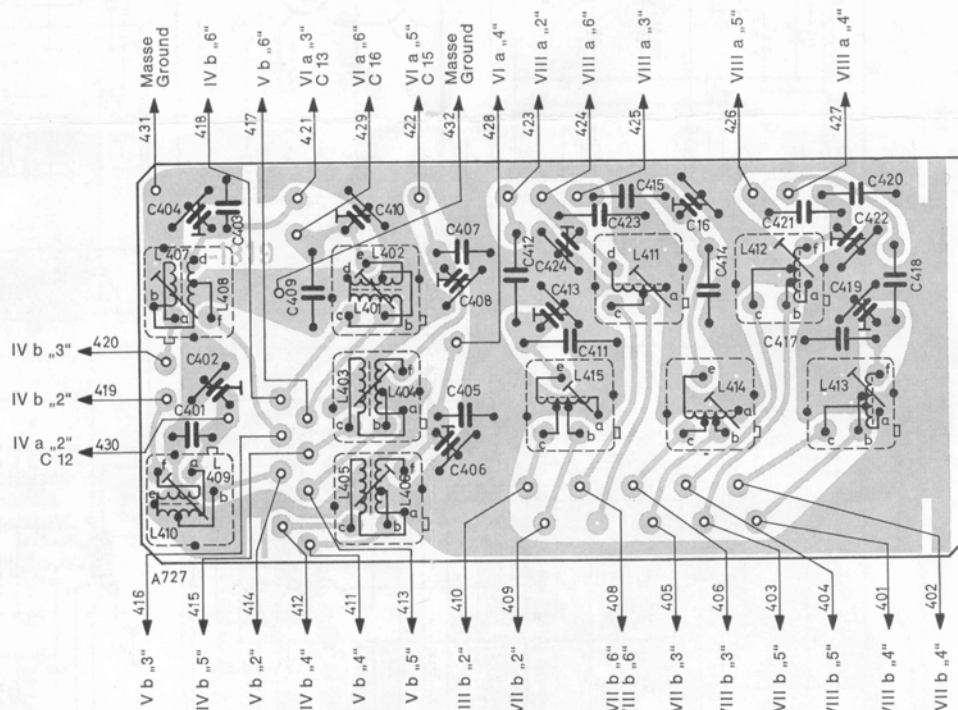 Masse
Ground
IV b „6“
V b „6“
VI a „3“
C 13
VI a „6“
C 16
VI a „5“
C 15
Masse
Ground
VI a „4“
VIII a „2“
VIII a „6“
VIII a „3“
VIII a „5“
VIII a „4“
431
418
417
421
429
422
432
428
423
424
425
426
427
C404
C403
C410
C407
C415
C423
C16
C420
C421
C422
L407
d
b
a
L408
f
C409
L402
e
d
L401
c
b
C408
C412
C424
C413
L411
d
a
c
b
C414
L412
f
e
d
a
c
b
C418
C419
C417
C411
IV b „3“
420
IV b „2“
419
IV a „2“
C 12
430
C402
C401
L403
f
L404
a
c
b
C405
C406
L415
e
a
c
b
L414
e
a
c
b
L413
f
a
c
b
f
a
L
409
e
b
L410
L405
f
L406
a
c
b
A727
416
415
414
412
411
413
410
409
408
405
406
403
404
401
402
V b „3“
IV b „5“
V b „2“
IV b „4“
V b „4“
V b „5“
III b „2“
VII b „2“
VII b „6“
VIII b „6“
VII b „3“
VIII b „3“
VII b „5“
VIII b „5“
VII b „4“
VIII b „4“